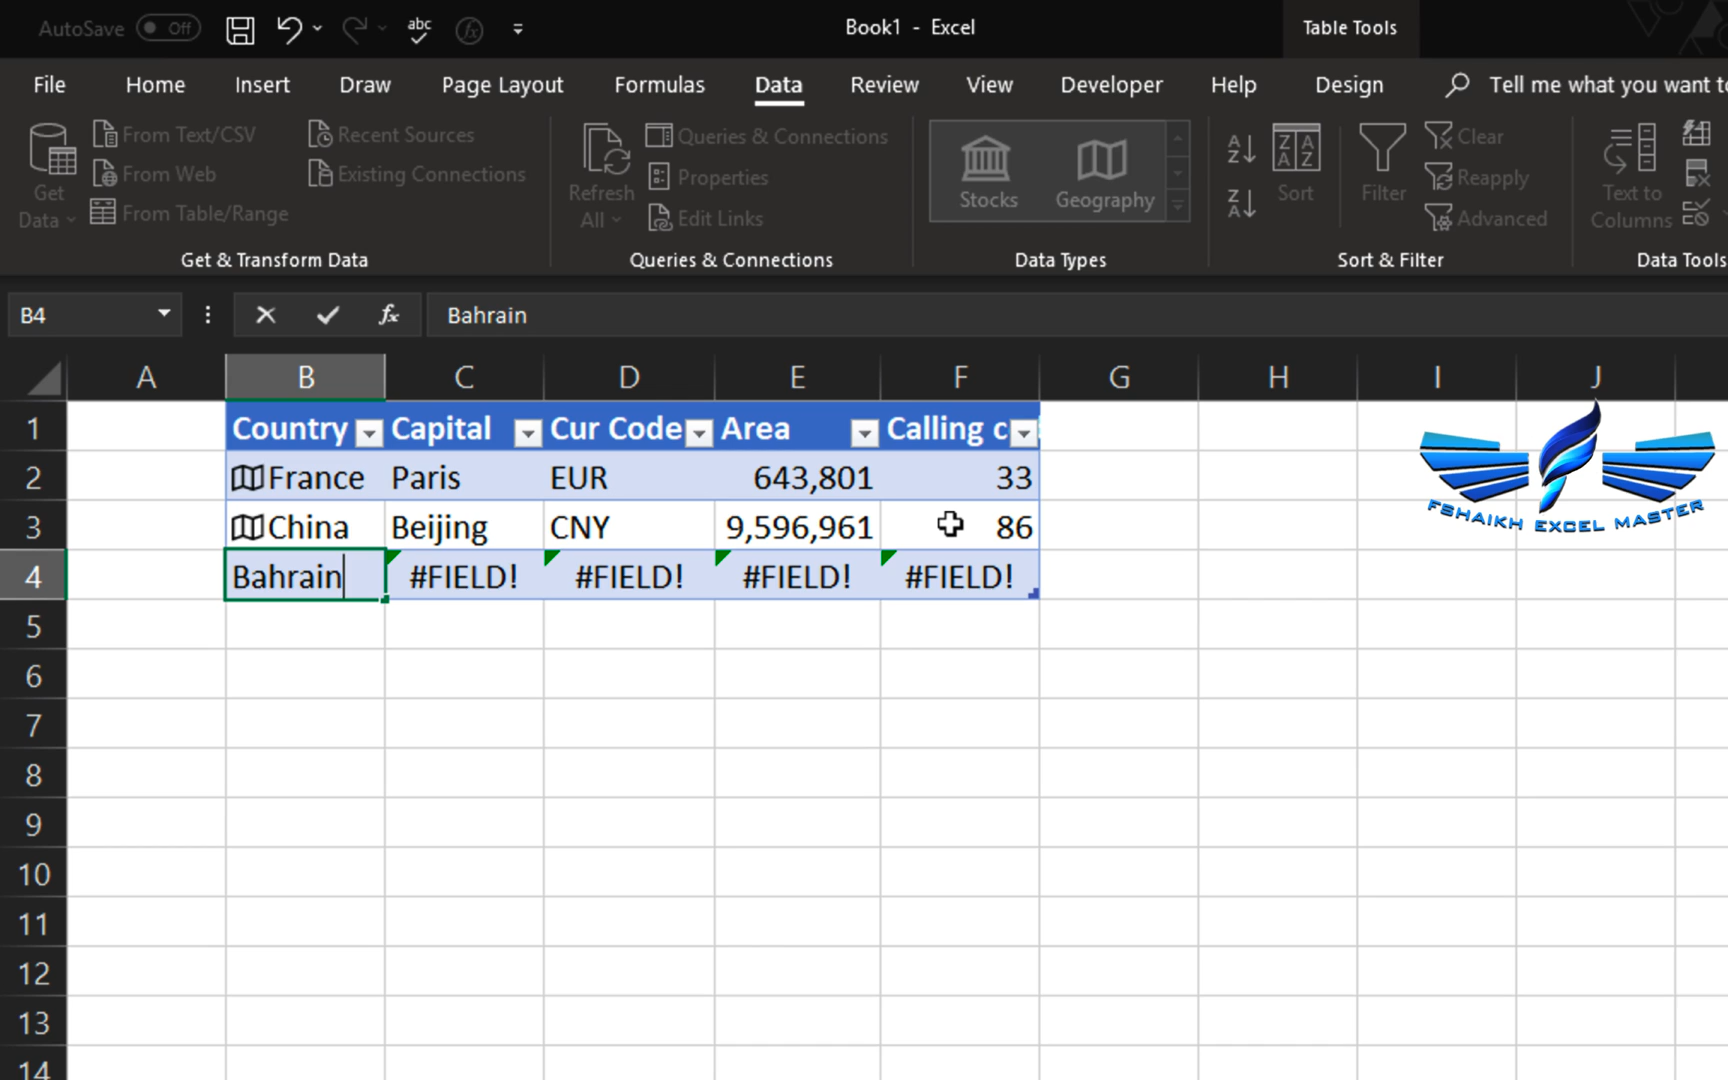 AutoSave Off abc Book1 - Excel Table Tools
File Home Insert Draw Page Layout Formulas Data Review View Developer Help Design Tell me what you want to
Get Data
From Text/CSV
From Web
From Table/Range
Recent Sources
Existing Connections
Get & Transform Data
Refresh All
Queries & Connections
Properties
Edit Links
Queries & Connections
Stocks Geography
Data Types
Sort
Filter
Clear
Reapply
Advanced
Sort & Filter
Text to Columns
Data Tools
B4 fx Bahrain
A B C D E F G H I J
1 Country Capital Cur Code Area Calling c
2 France Paris EUR 643,801 33
3 China Beijing CNY 9,596,961 86
4 Bahrain #FIELD! #FIELD! #FIELD! #FIELD!
5
6
7
8
9
10
11
12
13
14
FSHAIKH EXCEL MASTER